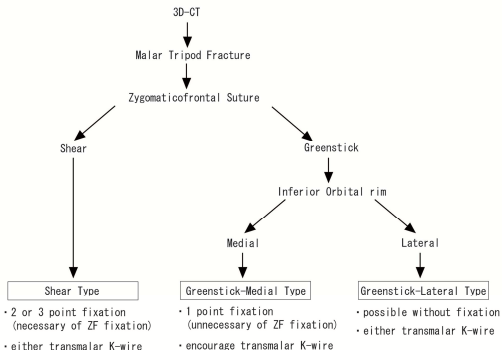 3D-CT
Malar Tripod Fracture
Zygomaticofrontal Suture
Shear
Greenstick
Inferior Orbital rim
Medial
Lateral
Shear Type
・2 or 3 point fixation
(necessary of ZF fixation)
・either transmalar K-wire
Greenstick-Medial Type
・1 point fixation
(unnecessary of ZF fixation)
・encourage transmalar K-wire
Greenstick-Lateral Type
・possible without fixation
・either transmalar K-wire